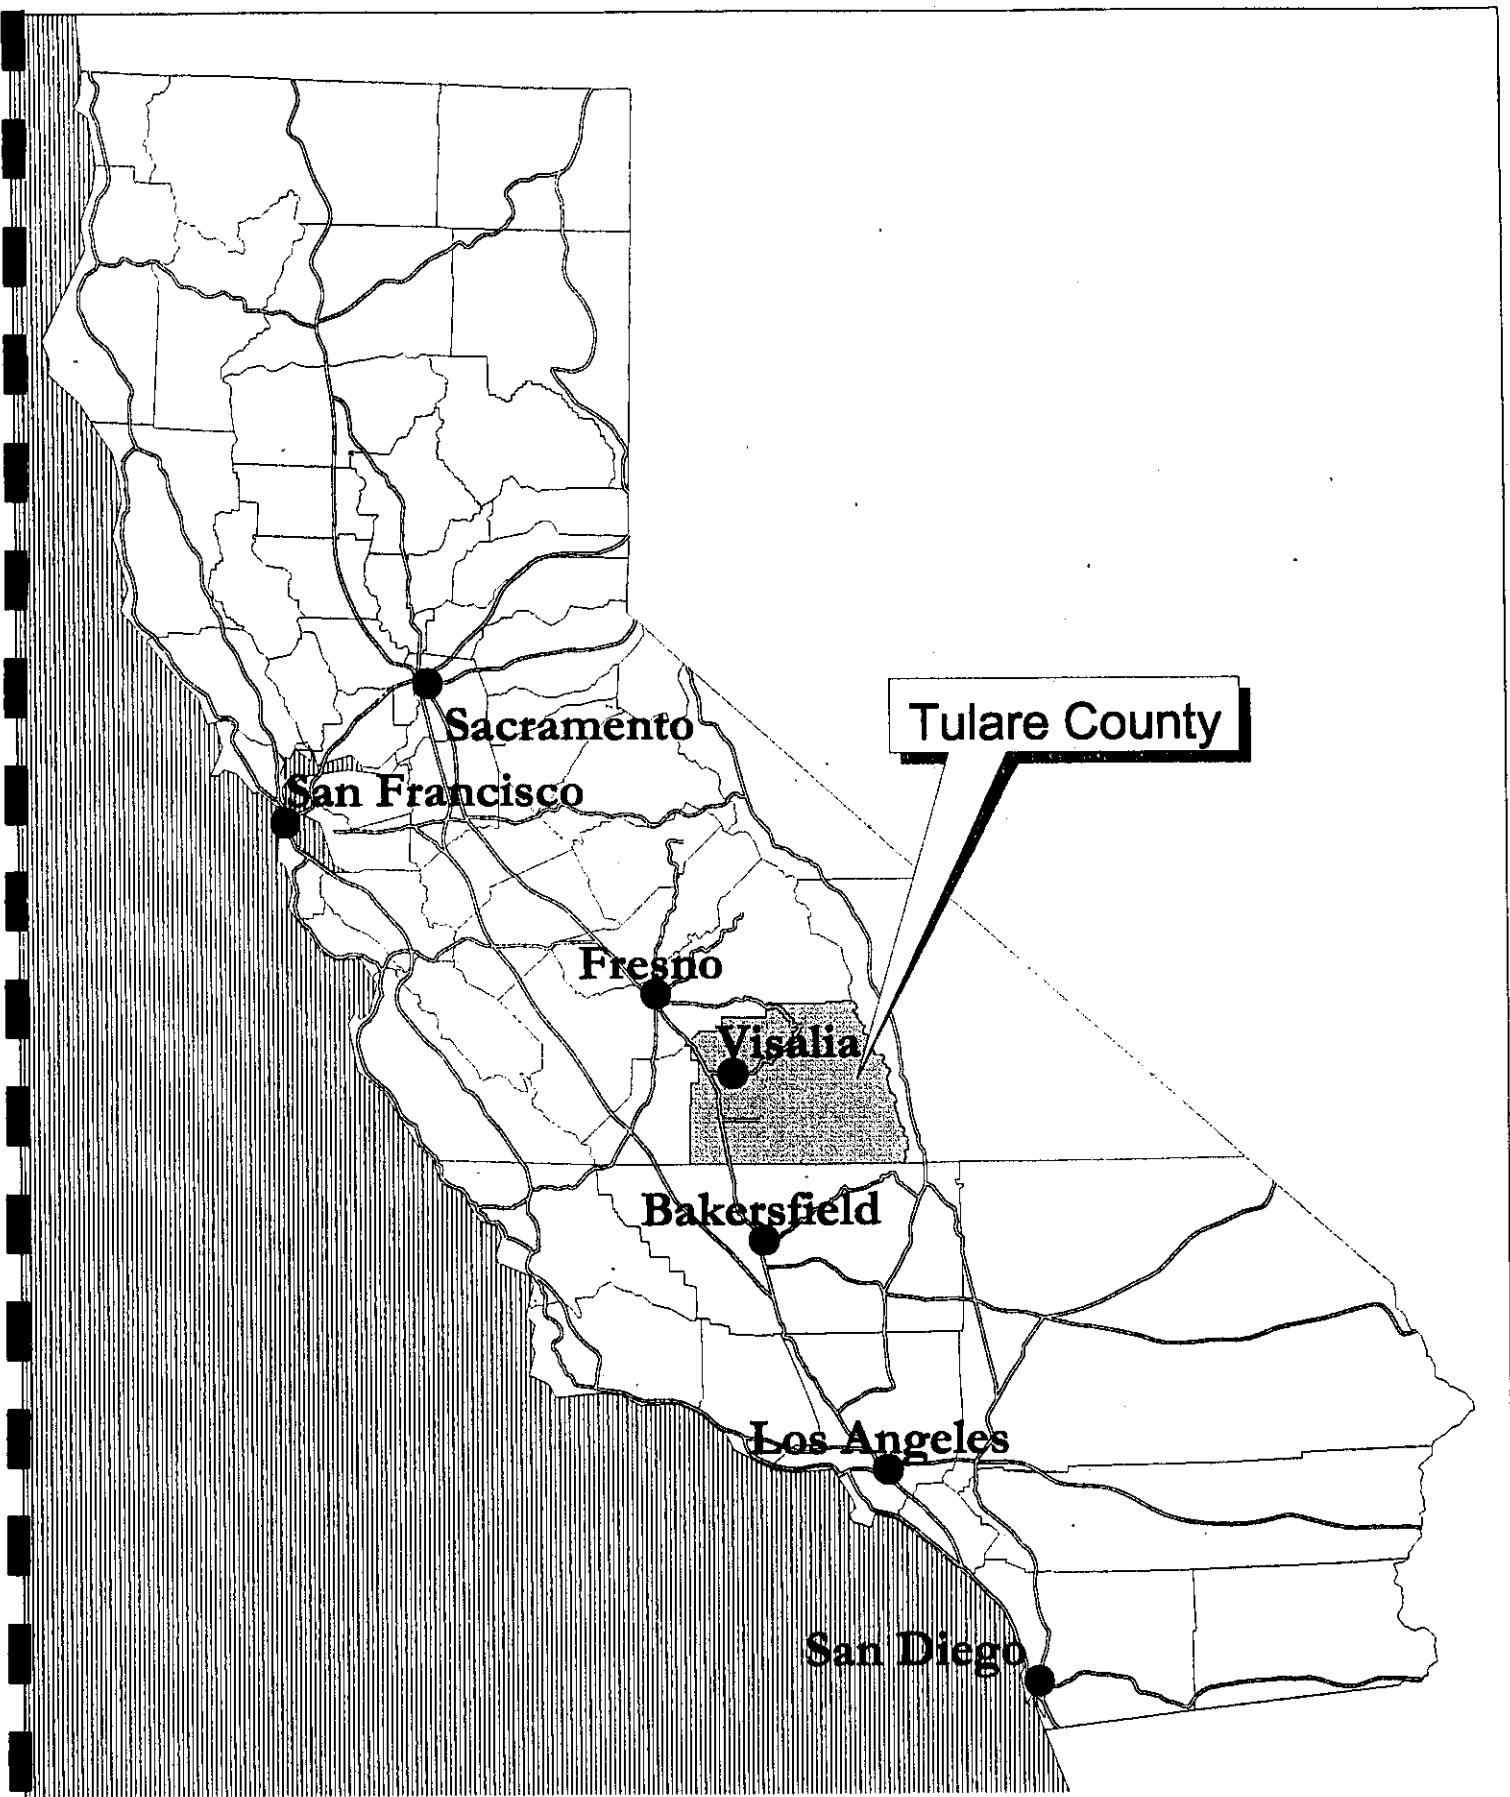 Sacramento
Tulare County
San Francisco
Fresno
Visalia
Bakersfield
Los Angeles
San Diego